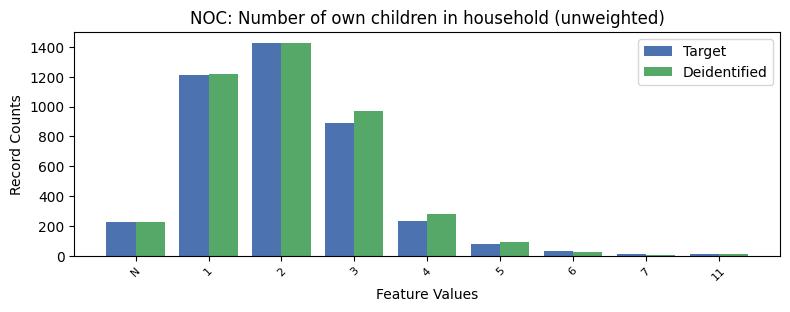 NOC: Number of own children in household (unweighted)
Target
Deidentified
Record Counts
1400
1200
1000
800
600
400
200
0
N 1 2 3 4 5 6 7 11
Feature Values